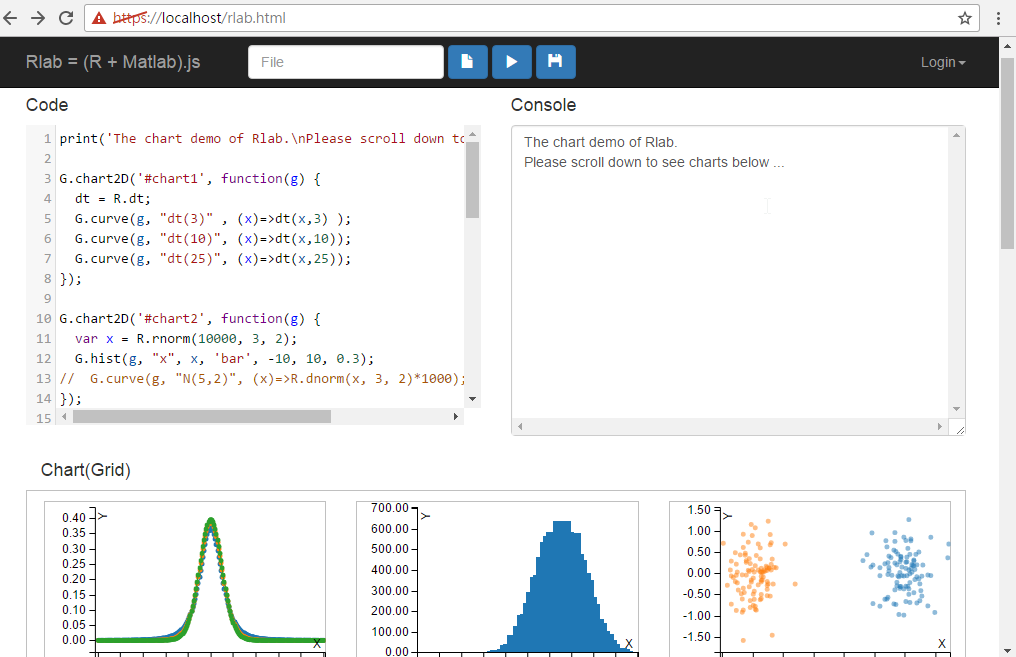 https://localhost/rlab.html
Rlab = (R + Matlab).js
File
Login
Code
Console
1 print('The chart demo of Rlab.\nPlease scroll down to
2
3 G.chart2D('#chart1', function(g) {
4 dt = R.dt;
5 G.curve(g, "dt(3)" , (x)=>dt(x,3) );
6 G.curve(g, "dt(10)", (x)=>dt(x,10));
7 G.curve(g, "dt(25)", (x)=>dt(x,25));
8 });
9
10 G.chart2D('#chart2', function(g) {
11 var x = R.rnorm(10000, 3, 2);
12 G.hist(g, "x", x, 'bar', -10, 10, 0.3);
13 // G.curve(g, "N(5,2)", (x)=>R.dnorm(x, 3, 2)*1000);
14 });
15
The chart demo of Rlab.
Please scroll down to see charts below ...
Chart(Grid)
0.40
0.35
0.30
0.25
0.20
0.15
0.10
0.05
0.00
Y
X
700.00
600.00
500.00
400.00
300.00
200.00
100.00
0.00
Y
X
1.50
1.00
0.50
0.00
-0.50
-1.00
-1.50
Y
X